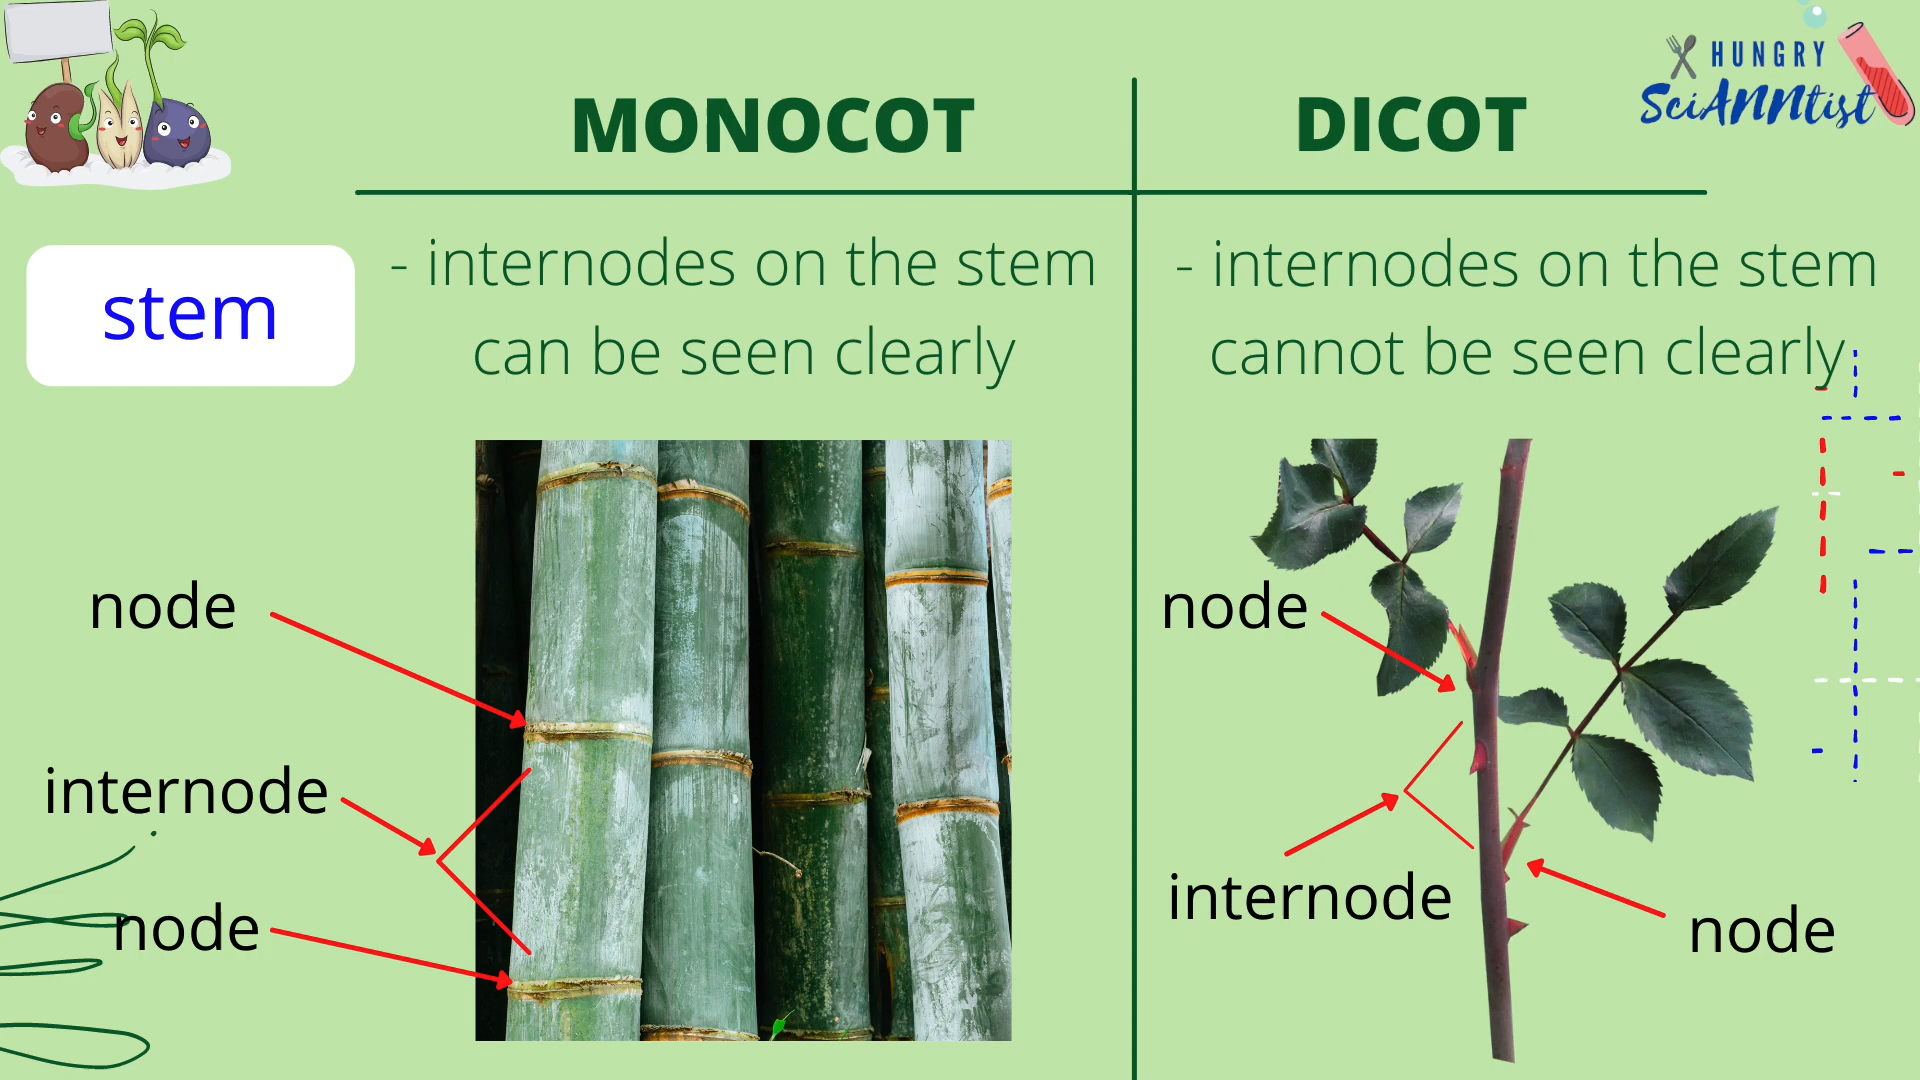 HUNGRY
SciANNtist
MONOCOT
DICOT
stem
- internodes on the stem
can be seen clearly
- internodes on the stem
cannot be seen clearly
node
internode
node
node
internode
node